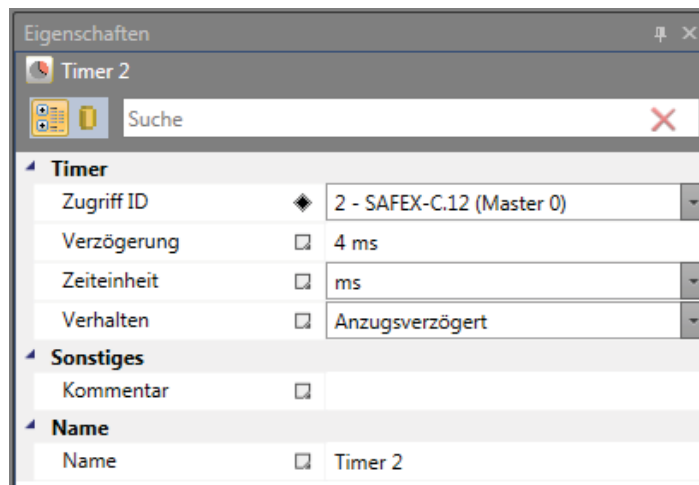 Eigenschaften
Timer 2
Suche
Timer
Zugriff ID 2 - SAFEX-C.12 (Master 0)
Verzögerung 4 ms
Zeiteinheit ms
Verhalten Anzugsverzögert
Sonstiges
Kommentar
Name
Name Timer 2